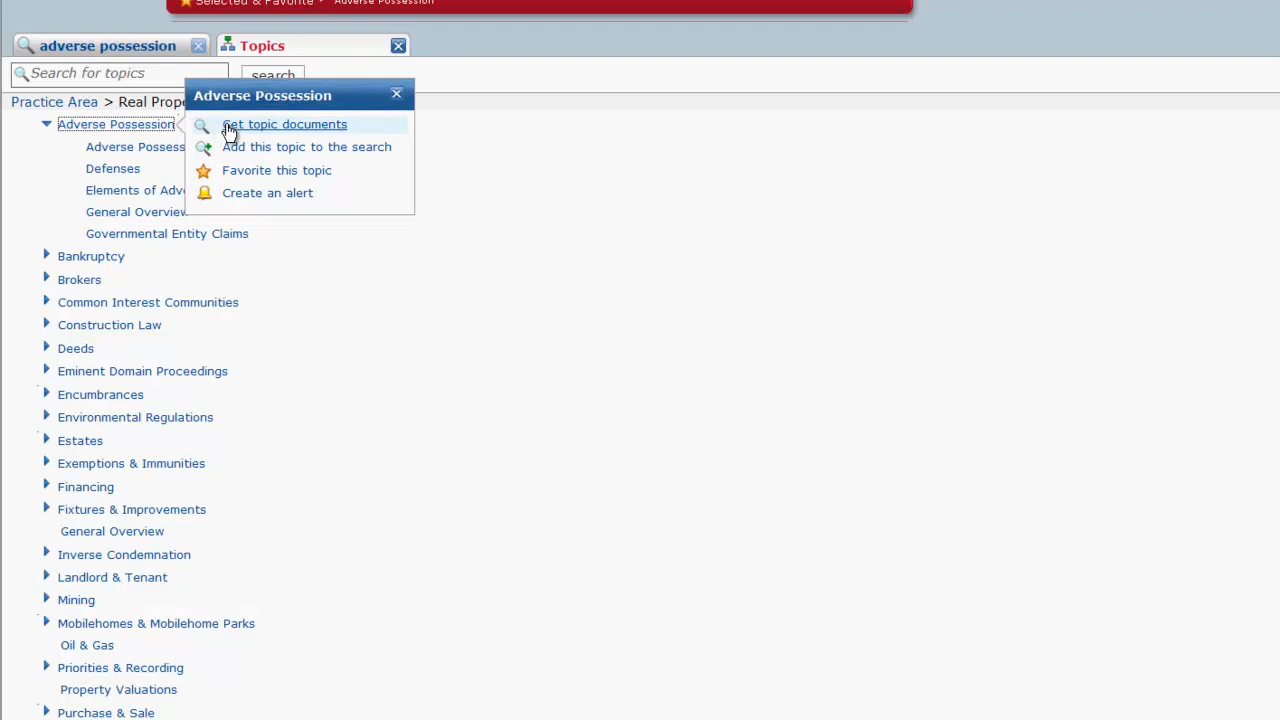 Selected & Favorite Adverse Possession
adverse possession
Topics
Search for topics
search
Practice Area > Real Prope
Adverse Possession
Get topic documents
Add this topic to the search
Favorite this topic
Create an alert
Adverse Possession
Adverse Possess
Defenses
Elements of Adve
General Overview
Governmental Entity Claims
Bankruptcy
Brokers
Common Interest Communities
Construction Law
Deeds
Eminent Domain Proceedings
Encumbrances
Environmental Regulations
Estates
Exemptions & Immunities
Financing
Fixtures & Improvements
General Overview
Inverse Condemnation
Landlord & Tenant
Mining
Mobilehomes & Mobilehome Parks
Oil & Gas
Priorities & Recording
Property Valuations
Purchase & Sale